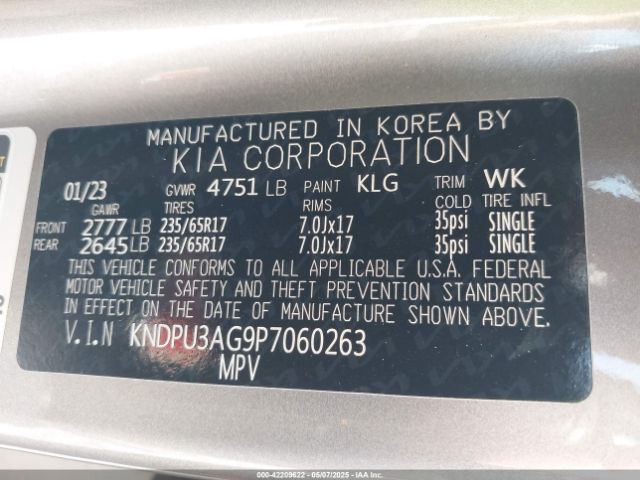 MANUFACTURED IN KOREA BY
KIA CORPORATION
01/23 GVWR 4751 LB PAINT KLG TRIM WK
GAWR TIRES RIMS COLD TIRE INFL
FRONT 2777 LB 235/65R17 7.0Jx17 35psi SINGLE
REAR 2645 LB 235/65R17 7.0Jx17 35psi SINGLE
THIS VEHICLE CONFORMS TO ALL APPLICABLE U.S.A. FEDERAL
MOTOR VEHICLE SAFETY AND THEFT PREVENTION STANDARDS
IN EFFECT ON THE DATE OF MANUFACTURE SHOWN ABOVE
V.I.N KNDPU3AG9P7060263
MPV
000-42209622 - 05/07/2025 - IAAI.COM